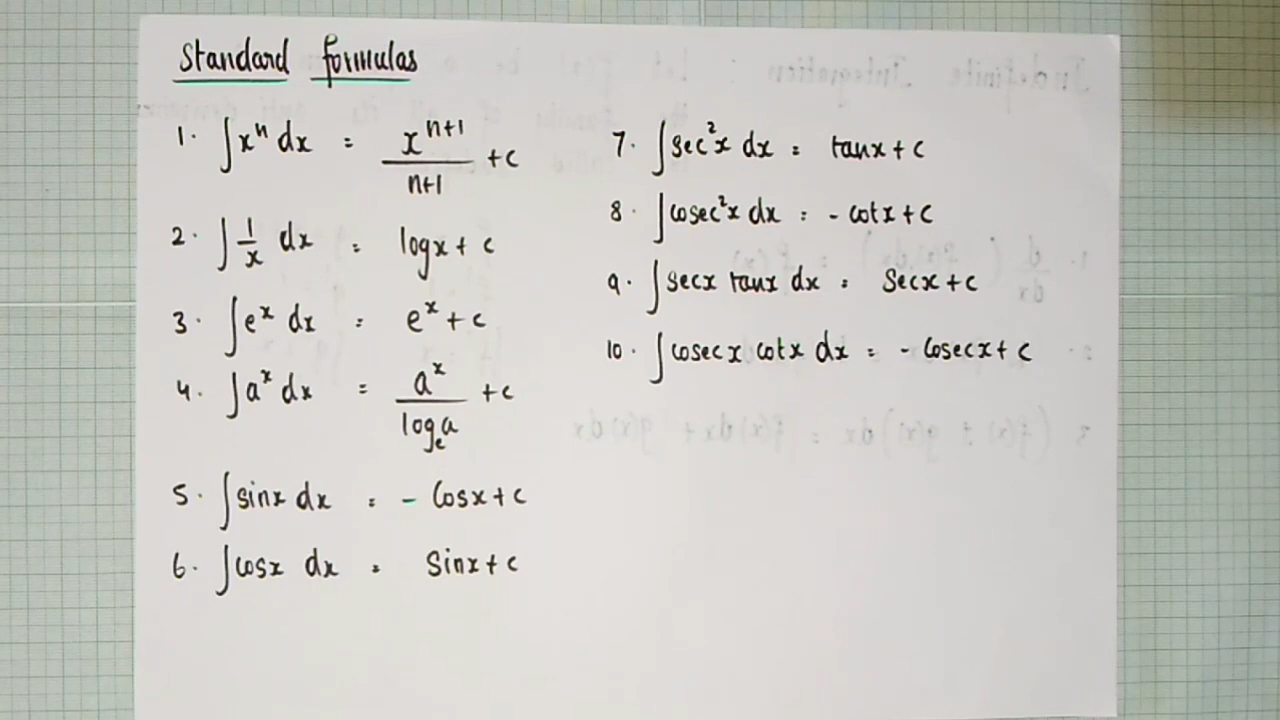 Standard formulas
1. ∫xⁿ dx = xⁿ⁺¹/n+1 + c
2. ∫1/x dx = logx + c
3. ∫eˣ dx = eˣ + c
4. ∫aˣ dx = aˣ/logₑa + c
5. ∫sinx dx = - cosx + c
6. ∫cosx dx = sinx + c
7. ∫sec²x dx = tanx + c
8. ∫cosec²x dx = - cotx + c
9. ∫secx tanx dx = secx + c
10. ∫cosecx cotx dx = - cosecx + c